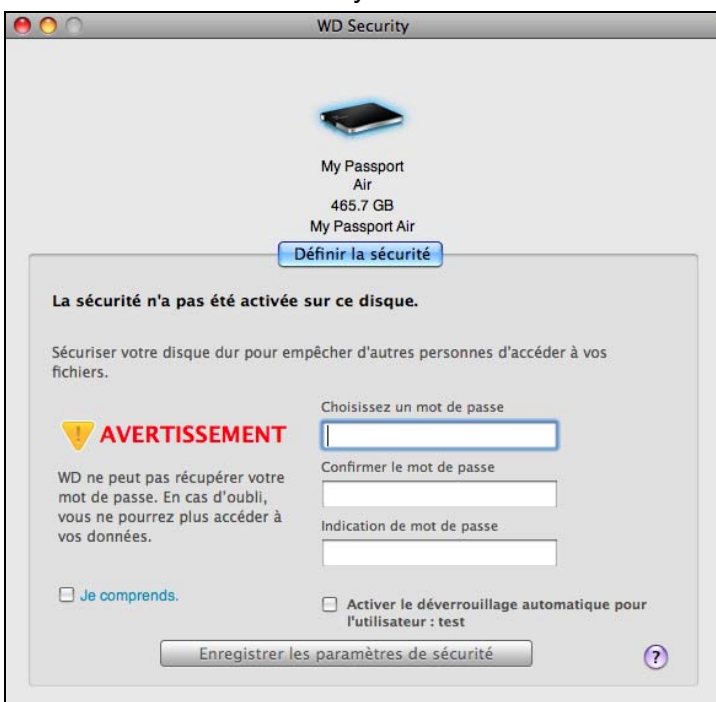 WD Security
My Passport
Air
465.7 GB
My Passport Air
Définir la sécurité
La sécurité n'a pas été activée sur ce disque.
Sécuriser votre disque dur pour empêcher d'autres personnes d'accéder à vos
fichiers.
AVERTISSEMENT
WD ne peut pas récupérer votre
mot de passe. En cas d'oubli,
vous ne pourrez plus accéder à
vos données.
Je comprends.
Choisissez un mot de passe
Confirmer le mot de passe
Indication de mot de passe
Activer le déverrouillage automatique pour
l'utilisateur : test
Enregistrer les paramètres de sécurité
?